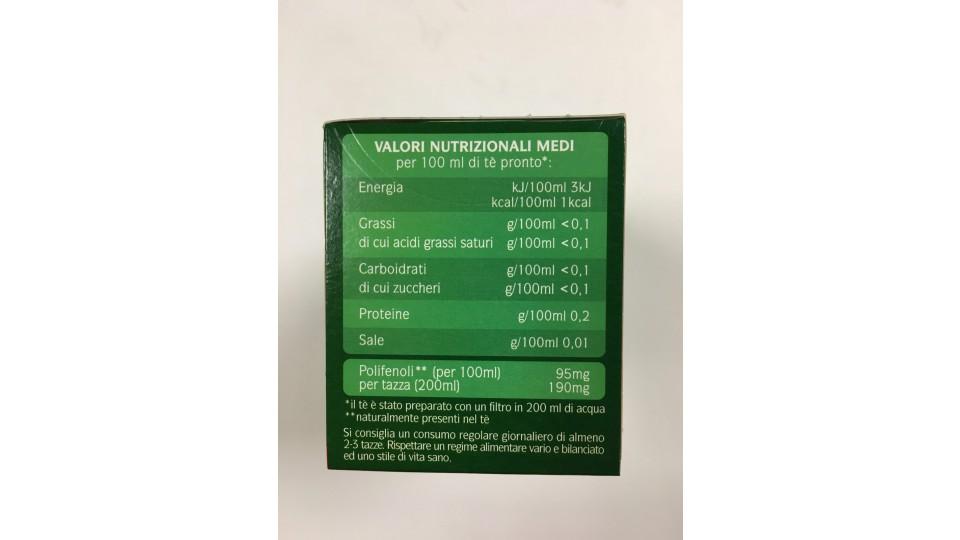 VALORI NUTRIZIONALI MEDI
per 100 ml di tè pronto*:
Energia kJ/100ml 3kJ
kcal/100ml 1kcal
Grassi g/100ml <0,1
di cui acidi grassi saturi g/100ml <0,1
Carboidrati g/100ml <0,1
di cui zuccheri g/100ml <0,1
Proteine g/100ml 0,2
Sale g/100ml 0,01
Polifenoli** (per 100ml) 95mg
per tazza (200ml) 190mg
*il tè è stato preparato con un filtro in 200 ml di acqua
**naturalmente presenti nel tè
Si consiglia un consumo regolare giornaliero di almeno
2-3 tazze. Rispettare un regime alimentare vario e bilanciato
ed uno stile di vita sano.